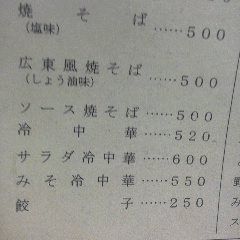 焼そば……500
(塩味)
広東風焼そば
(しょう油味)……500
ソース焼そば……500
冷中華……520
サラダ冷中華……600
みそ冷中華……550
餃子……250